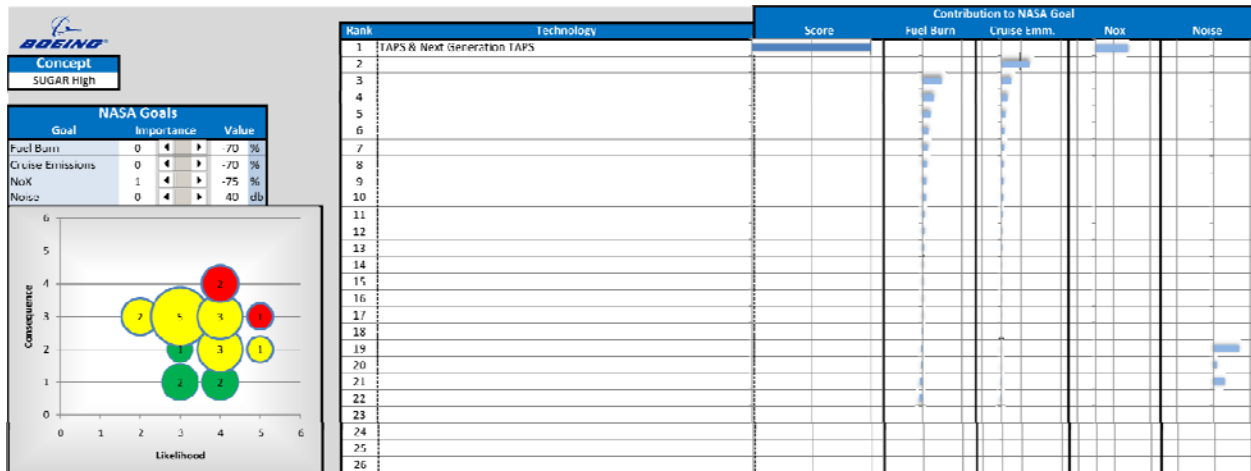 BOEING
Concept
SUGAR High
NASA Goals
Goal Importance Value
Fuel Burn 0 -70 %
Cruise Emissions 0 -70 %
NoX 1 -75 %
Noise 0 40 db
Contribution to NASA Goal
Rank Technology Score Fuel Burn Cruise Emm. Nox Noise
1 TAPS & Next Generation TAPS
2
3
4
5
6
7
8
9
10
11
12
13
14
15
16
17
18
19
20
21
22
23
24
25
26
Consequence
6
5
4
3
2
1
0
2
2 5 3 1
1 3 1
2 2
0 1 2 3 4 5 6
Likelihood